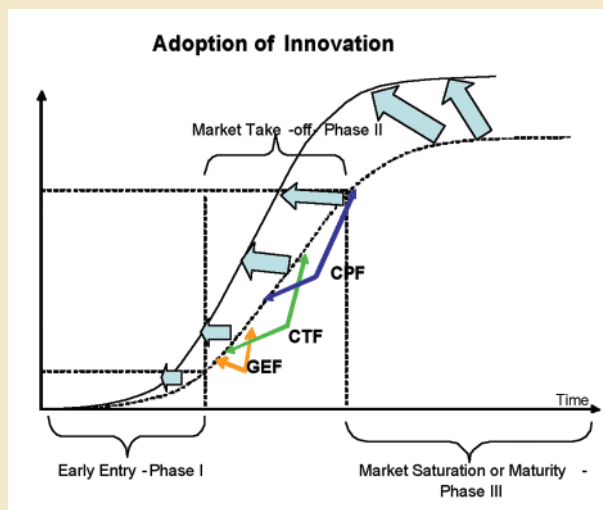 Adoption of Innovation
Market Take -off- Phase II
CPF
CTF
GEF
Time
Early Entry -Phase I
Market Saturation or Maturity -
Phase III